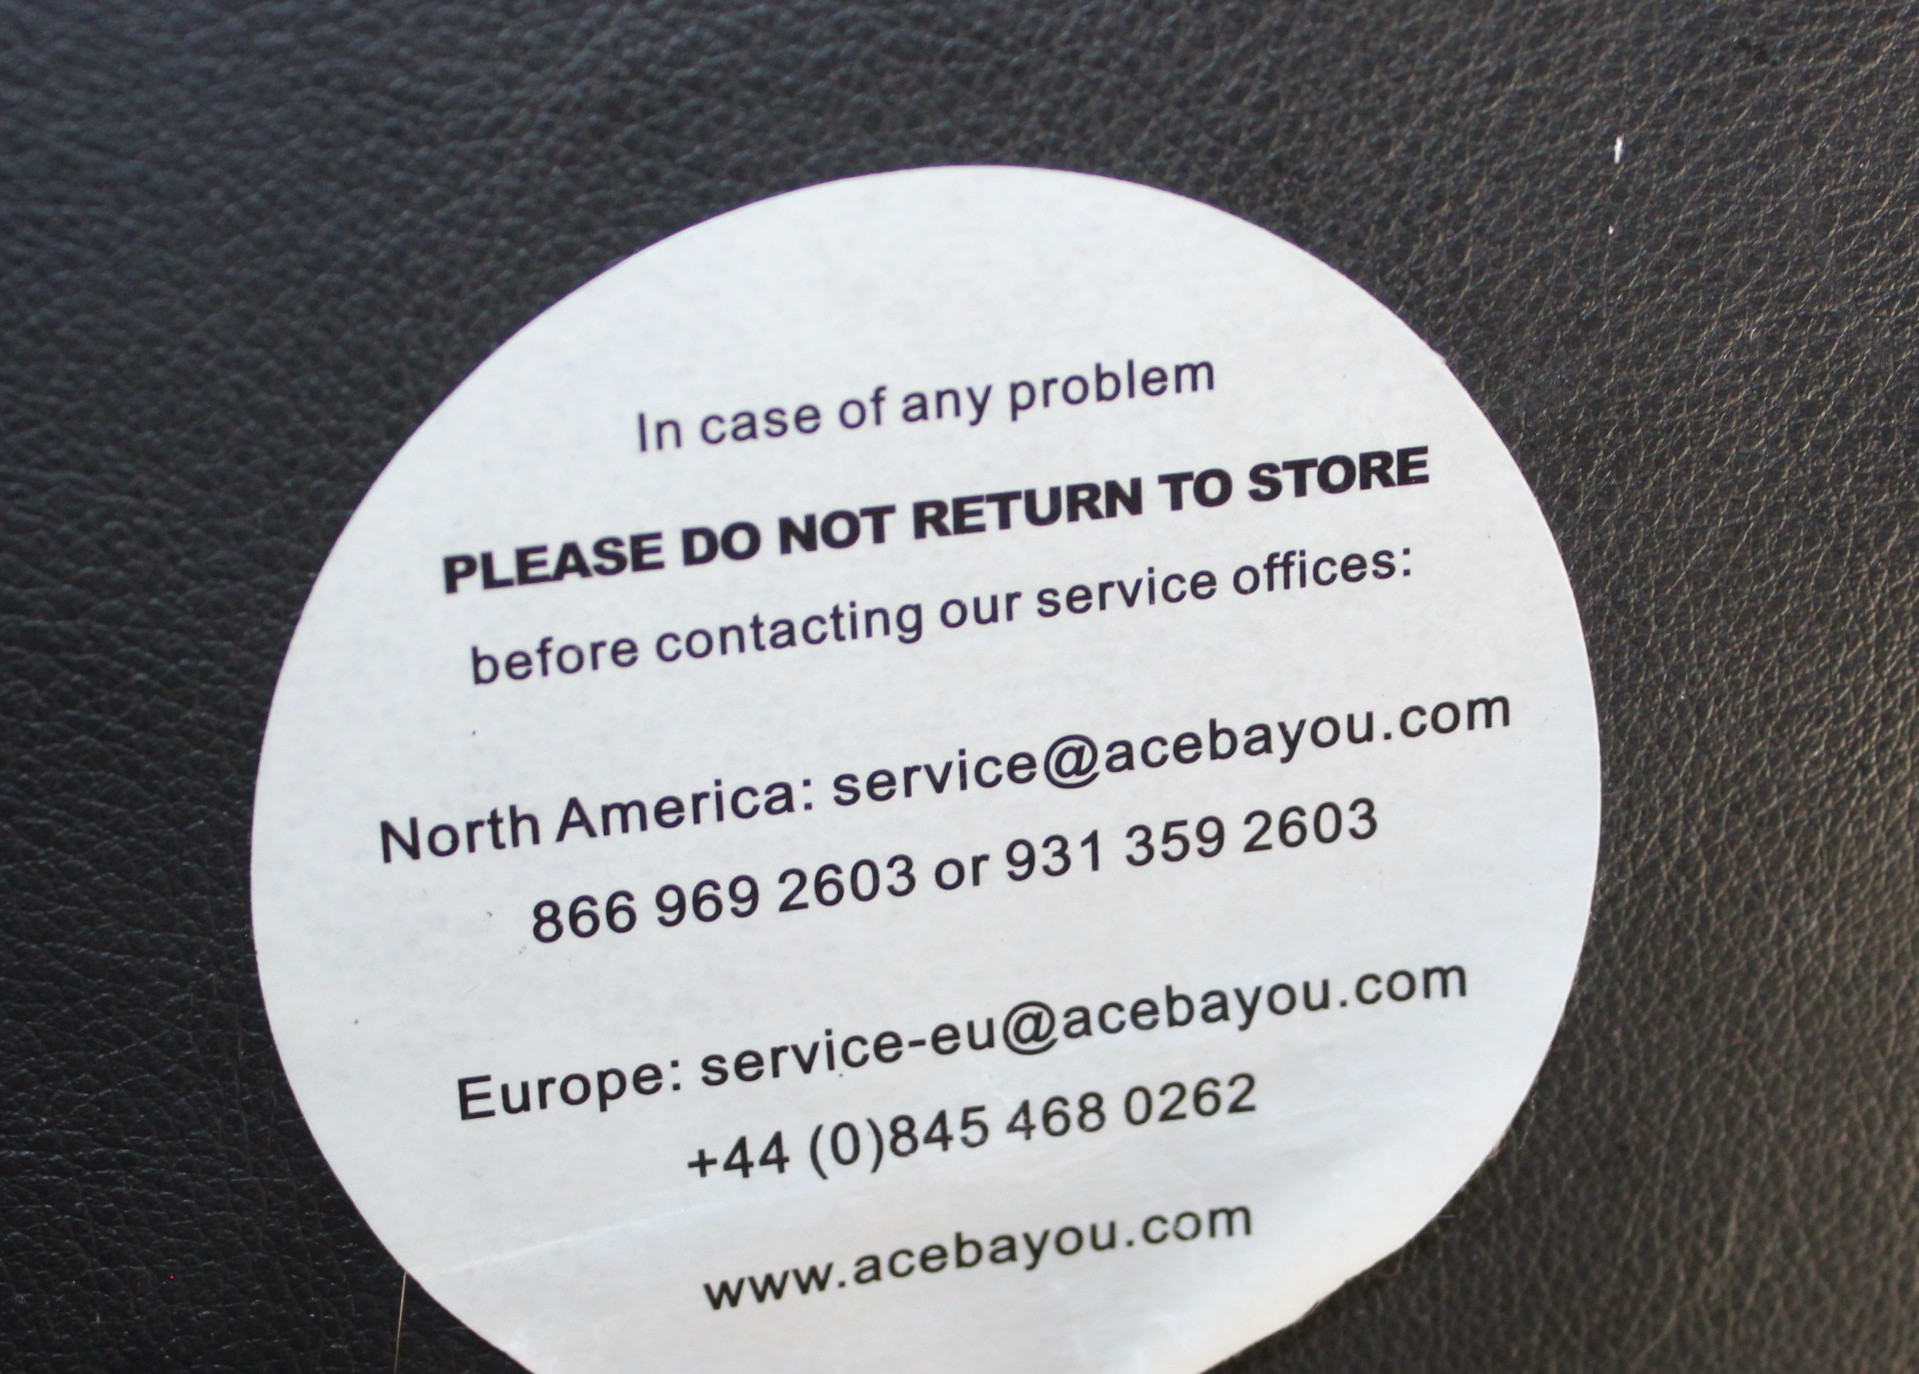 In case of any problem
PLEASE DO NOT RETURN TO STORE
before contacting our service offices:
North America: service@acebayou.com
866 969 2603 or 931 359 2603
Europe: service-eu@acebayou.com
+44 (0)845 468 0262
www.acebayou.com